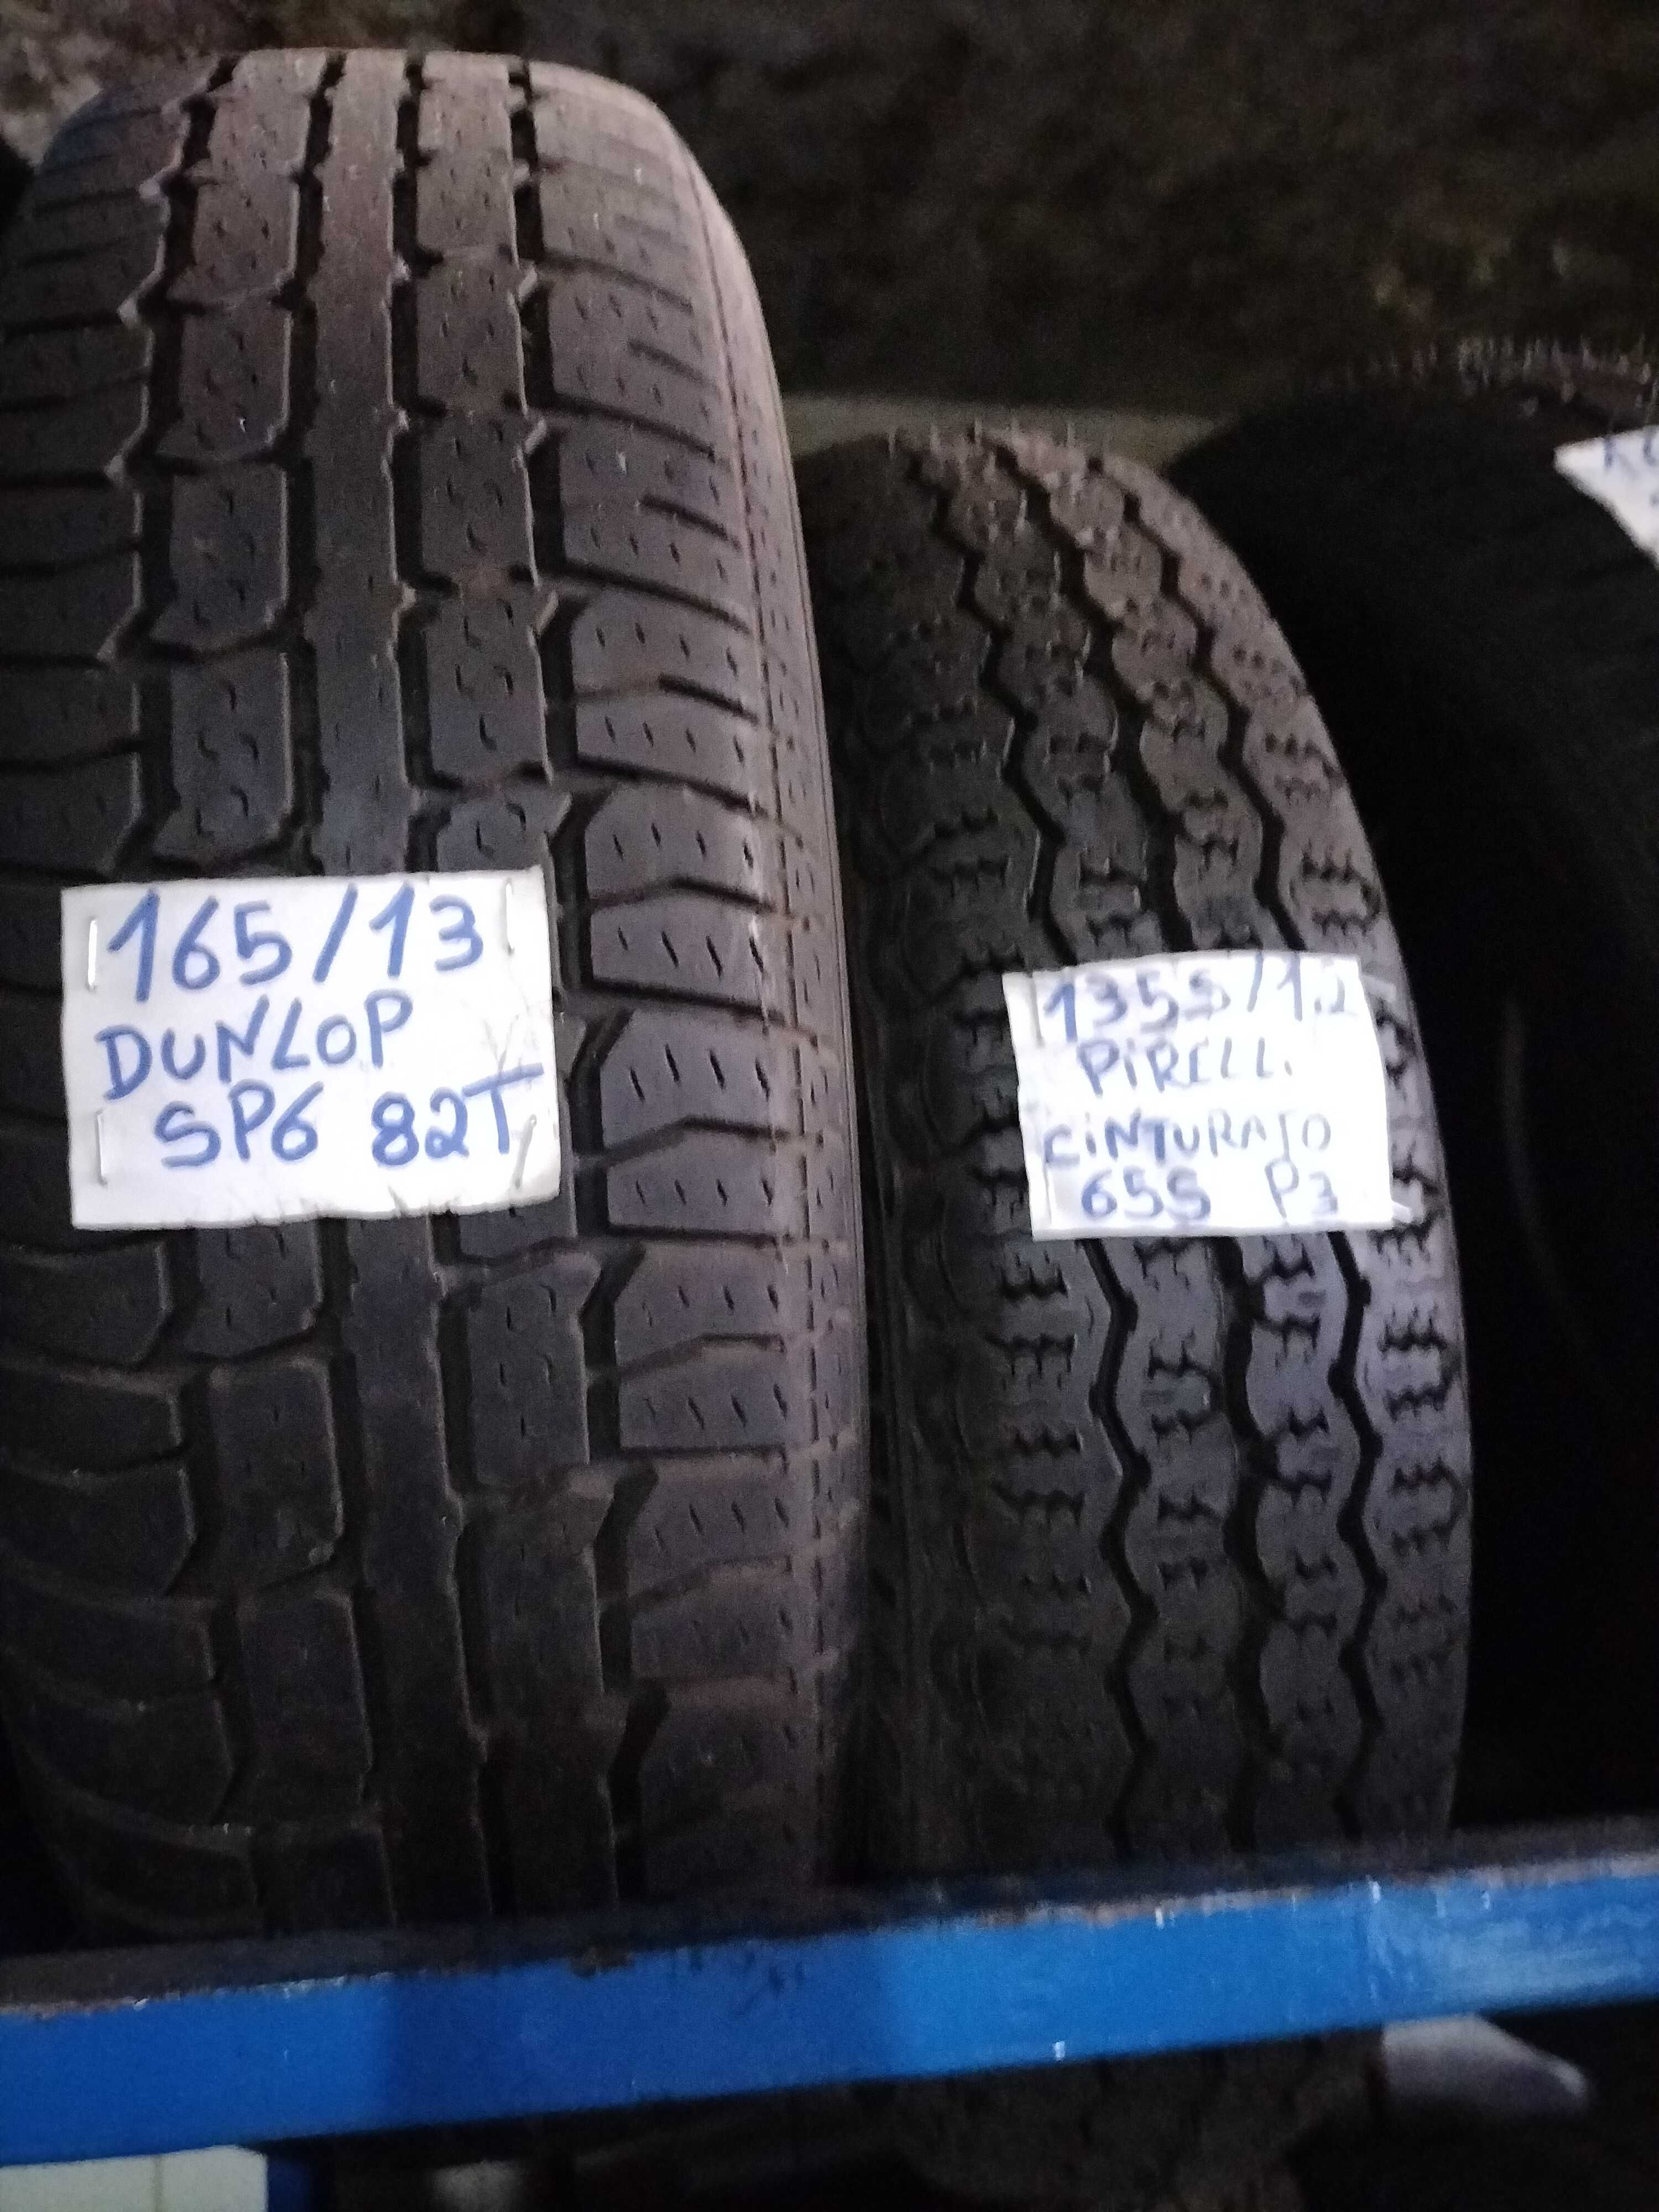 165/13
DUNLOP
SP6 82T
135S/12
PiRELLi
CiNTURATO
65S P3